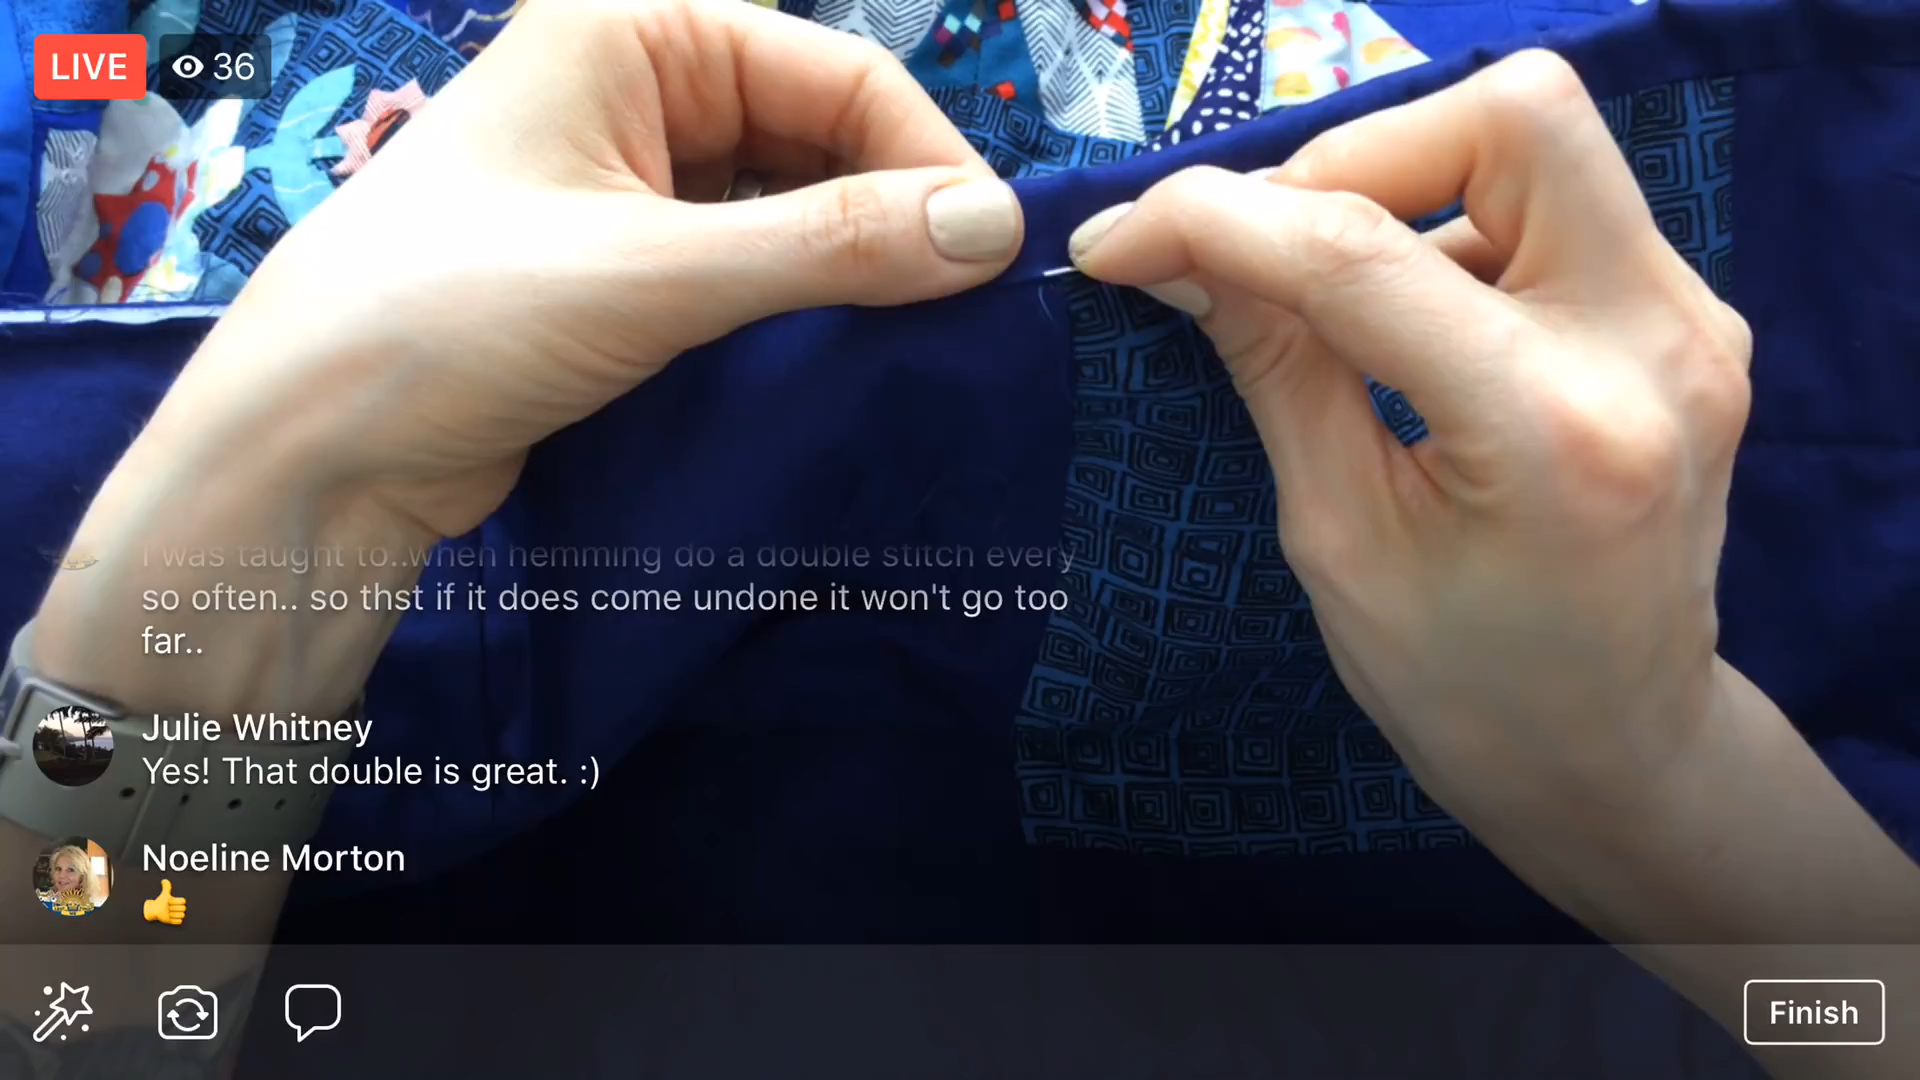 LIVE 36
I was taught to..when hemming do a double stitch every
so often.. so thst if it does come undone it won't go too
far..
Julie Whitney
Yes! That double is great. :)
Noeline Morton
👍
Finish